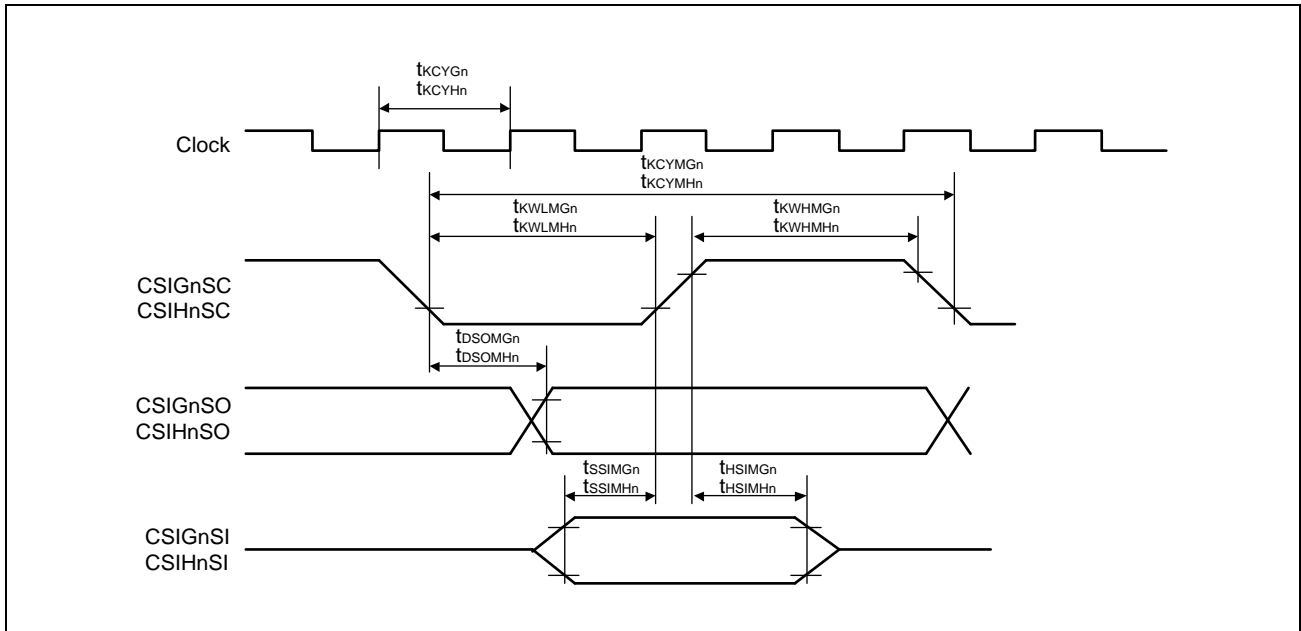 tKCYGn
tKCYHn
Clock
tKCYMGn
tKCYMHn
tKWLMGn
tKWLMHn
tKWHMGn
tKWHMHn
CSIGnSC
CSIHnSC
tDSOMGn
tDSOMHn
CSIGnSO
CSIHnSO
tSSIMGn
tSSIMHn
tHSIMGn
tHSIMHn
CSIGnSI
CSIHnSI